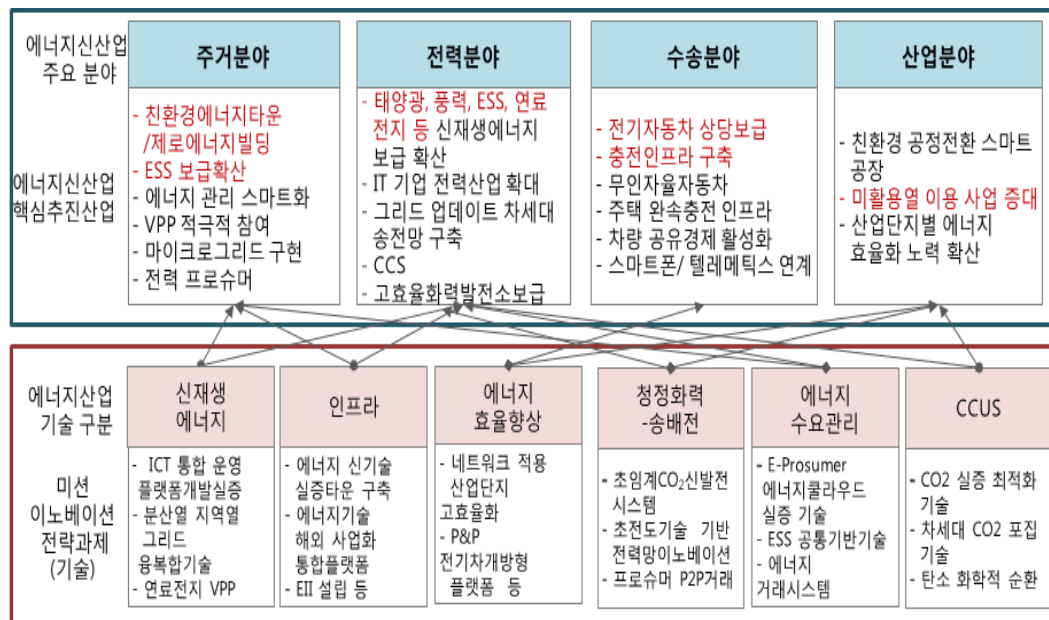 에너지신산업
주요 분야
주거분야
전력분야
수송분야
산업분야
에너지신산업
핵심추진산업
- 친환경에너지타운
/제로에너지빌딩
- ESS 보급확산
- 에너지 관리 스마트화
- VPP 적극적 참여
- 마이크로그리드 구현
- 전력 프로슈머
- 태양광, 풍력, ESS, 연료
전지 등 신재생에너지
보급 확산
- IT 기업 전력산업 확대
- 그리드 업데이트 차세대
송전망 구축
- CCS
- 고효율화력발전소보급
- 전기자동차 상당보급
- 충전인프라 구축
- 무인자율자동차
- 주택 완속충전 인프라
- 차량 공유경제 활성화
- 스마트폰/ 텔레메틱스 연계
- 친환경 공정전환 스마트
공장
- 미활용열 이용 사업 증대
- 산업단지별 에너지
효율화 노력 확산
에너지산업
기술 구분
신재생
에너지
인프라
에너지
효율향상
청정화력
-송배전
에너지
수요관리
CCUS
미션
이노베이션
전략과제
(기술)
- ICT 통합 운영
플랫폼개발실증
- 분산열 지역열
그리드
융복합기술
- 연료전지 VPP
- 에너지 신기술
실증타운 구축
- 에너지기술
해외 사업화
통합플랫폼
- EII 설립 등
- 네트워크 적용
산업단지
고효율화
- P&P
전기차개방형
플랫폼 등
- 초임계CO₂신발전
시스템
- 초전도기술 기반
전력망이노베이션
- 프로슈머 P2P거래
- E-Prosumer
에너지쿨라우드
실증 기술
- ESS 공통기반기술
- 에너지
거래시스템
- CO2 실증 최적화
기술
- 차세대 CO2 포집
기술
- 탄소 화학적 순환